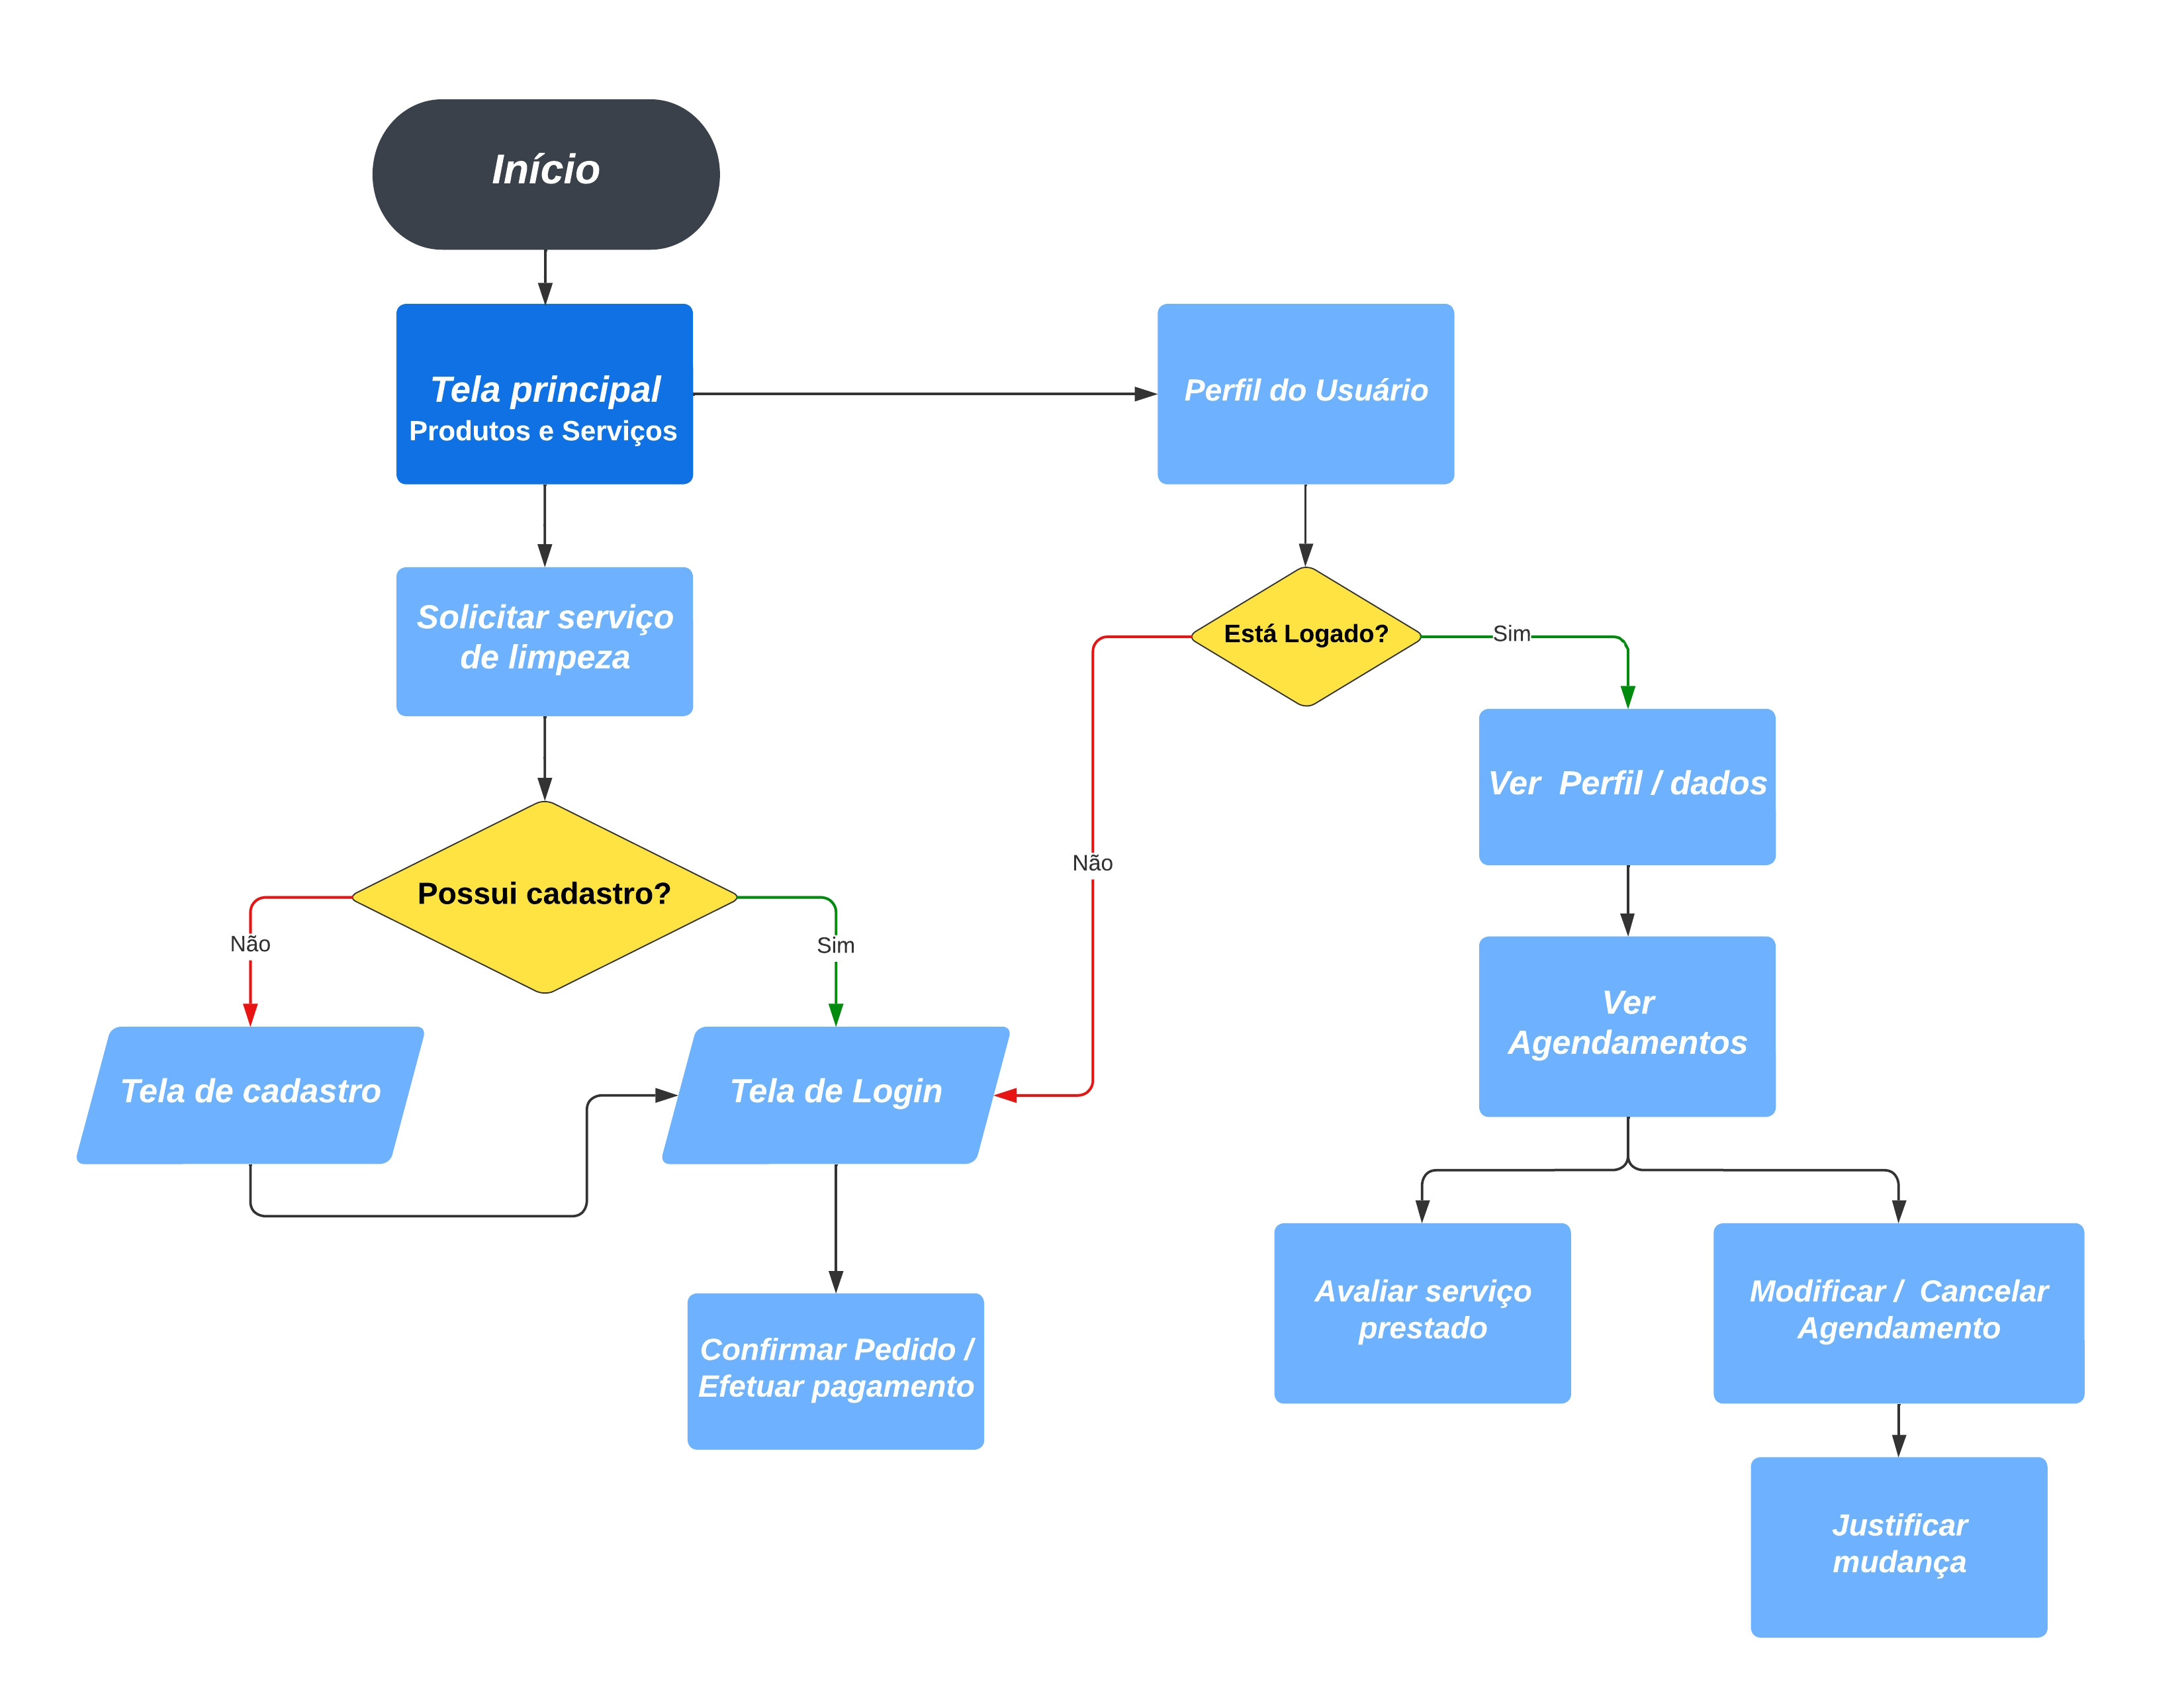 Início
Tela principal
Produtos e Serviços
Perfil do Usuário
Solicitar serviço
de limpeza
Está Logado?
Sim
Não
Ver  Perfil / dados
Possui cadastro?
Não
Sim
Ver
Agendamentos
Tela de cadastro
Tela de Login
Avaliar serviço
prestado
Modificar /  Cancelar
Agendamento
Confirmar Pedido /
Efetuar pagamento
Justificar
mudança